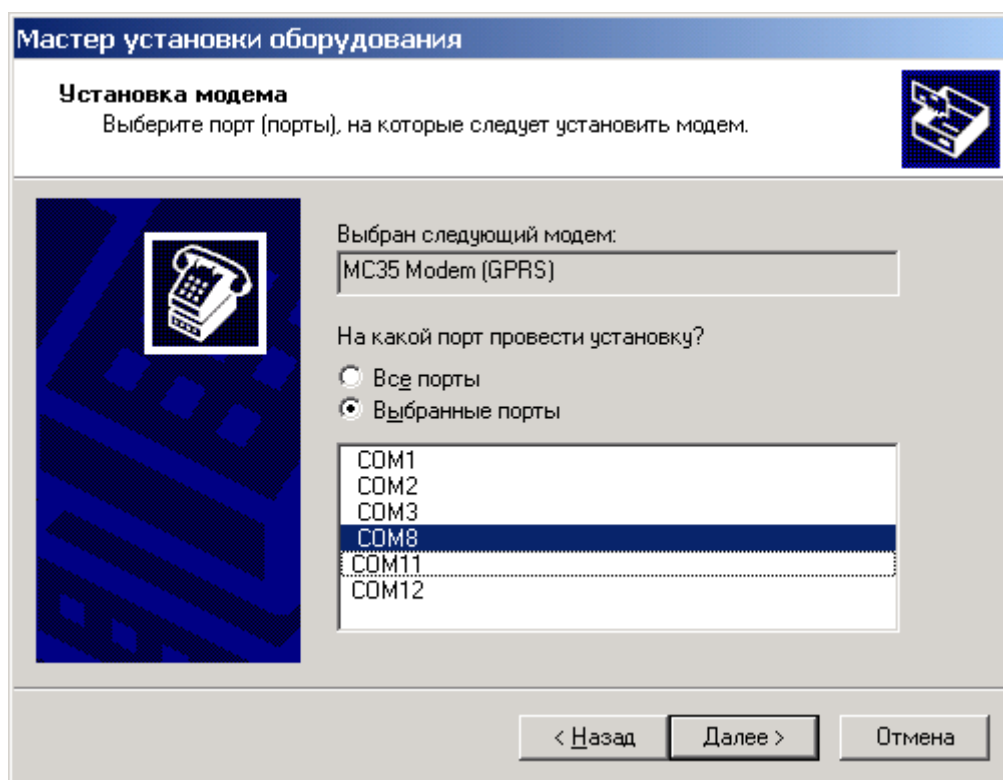 Мастер установки оборудования
Установка модема
Выберите порт (порты), на которые следует установить модем.
Выбран следующий модем:
MC35 Modem (GPRS)
На какой порт провести установку?
Все порты
Выбранные порты
COM1
COM2
COM3
COM8
COM11
COM12
< Назад Далее > Отмена